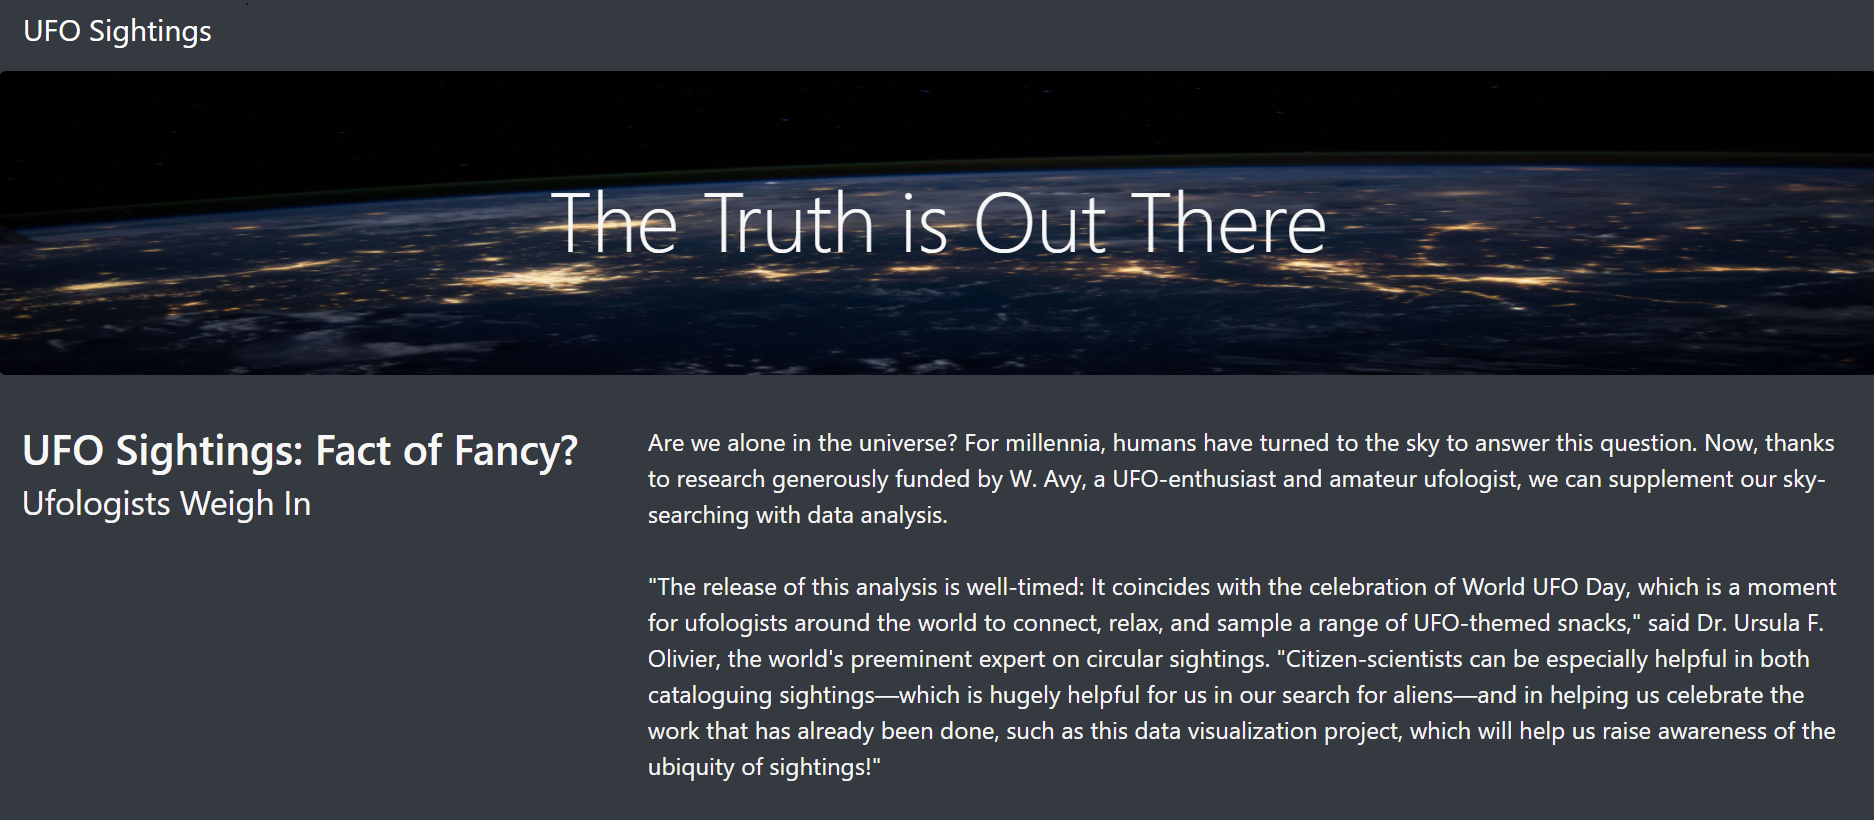 UFO Sightings
The Truth is Out There
UFO Sightings: Fact of Fancy?
Ufologists Weigh In
Are we alone in the universe? For millennia, humans have turned to the sky to answer this question. Now, thanks
to research generously funded by W. Avy, a UFO-enthusiast and amateur ufologist, we can supplement our sky-
searching with data analysis.
"The release of this analysis is well-timed: It coincides with the celebration of World UFO Day, which is a moment
for ufologists around the world to connect, relax, and sample a range of UFO-themed snacks," said Dr. Ursula F.
Olivier, the world's preeminent expert on circular sightings. "Citizen-scientists can be especially helpful in both
cataloguing sightings—which is hugely helpful for us in our search for aliens—and in helping us celebrate the
work that has already been done, such as this data visualization project, which will help us raise awareness of the
ubiquity of sightings!"